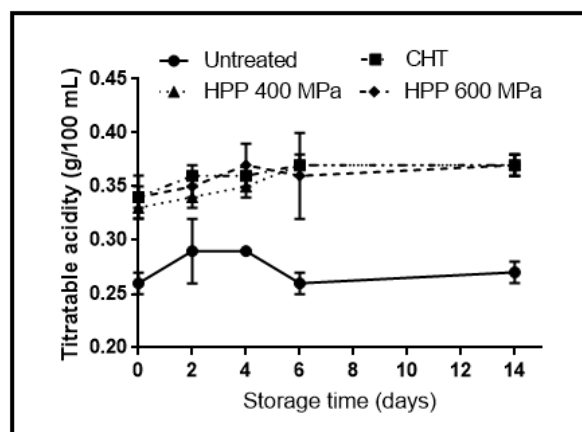 Untreated
CHT
HPP 400 MPa
HPP 600 MPa
Titratable acidity (g/100 mL)
0.45
0.40
0.35
0.30
0.25
0.20
0 2 4 6 8 10 12 14
Storage time (days)